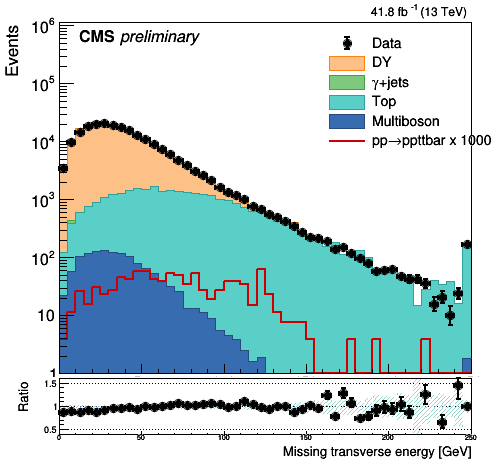 41.8 fb⁻¹ (13 TeV)
CMS preliminary
Events
10⁶
10⁵
10⁴
10³
10²
10
1
Data
DY
γ+jets
Top
Multiboson
pp→ppttbar x 1000
Ratio
1.5
1
0.5
0 50 100 150 200 250
Missing transverse energy [GeV]